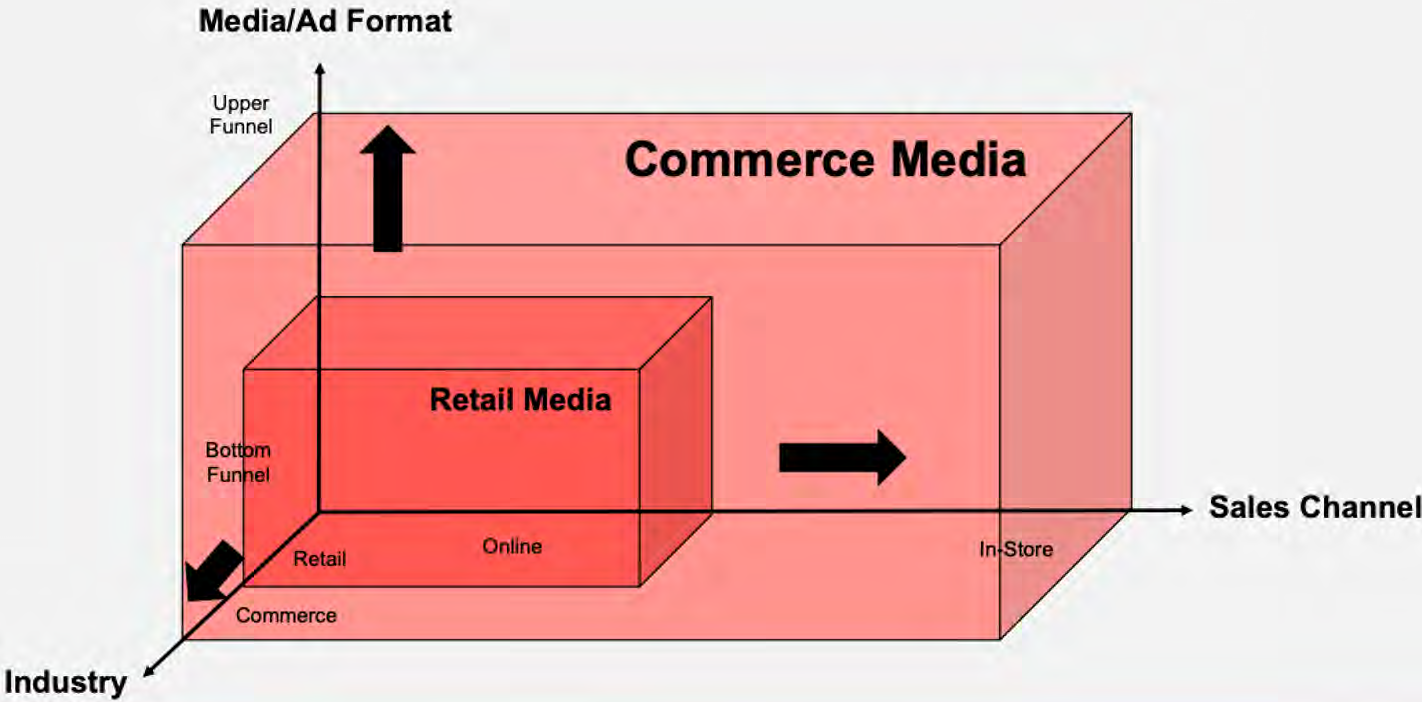 Media/Ad Format
Upper
Funnel
Commerce Media
Retail Media
Bottom
Funnel
Sales Channel
Online
In-Store
Retail
Commerce
Industry